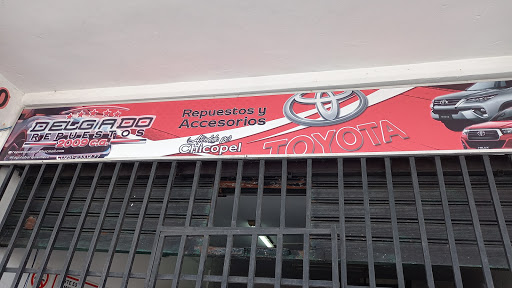 DELGADO
REPUESTOS
2009 C.A.
Repuestos y
Accesorios
Chicopel
TOYOTA